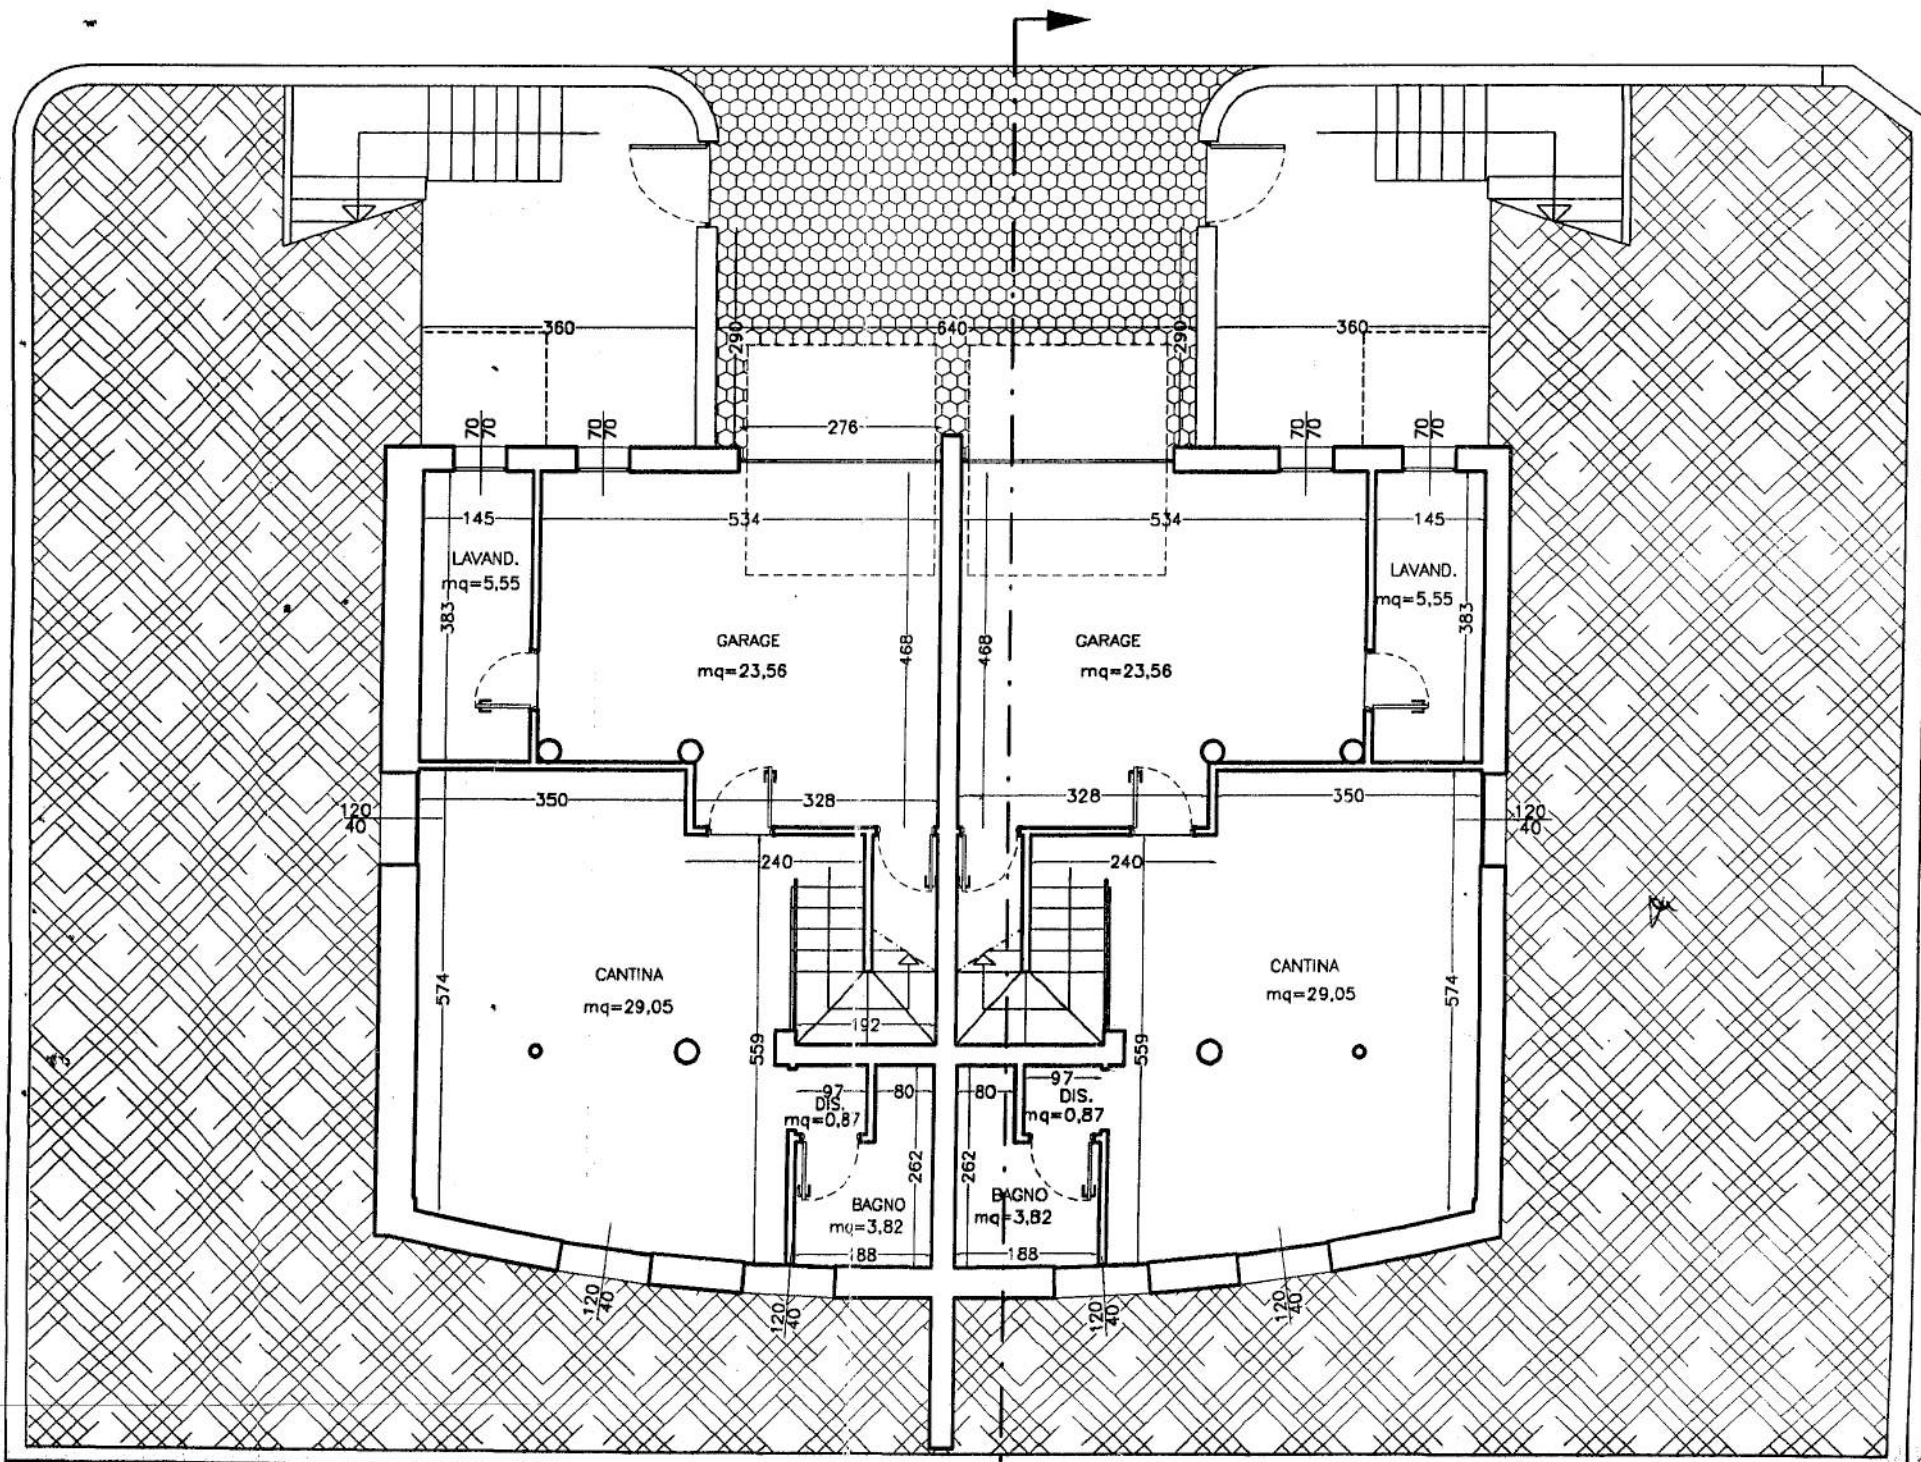 360
290
640
290
360
276
70
70
70
70
70
70
70
70
145
534
534
145
LAVAND.
mq=5,55
383
GARAGE
mq=23,56
468
468
GARAGE
mq=23,56
LAVAND.
mq=5,55
383
120
40
350
328
328
350
120
40
240
240
574
CANTINA
mq=29,05
559
192
CANTINA
mq=29,05
574
559
97
80
80
97
DIS.
mq=0,87
DIS.
mq=0,87
262
262
BAGNO
mq=3,82
BAGNO
mq=3,82
188
188
120
40
120
40
120
40
120
40